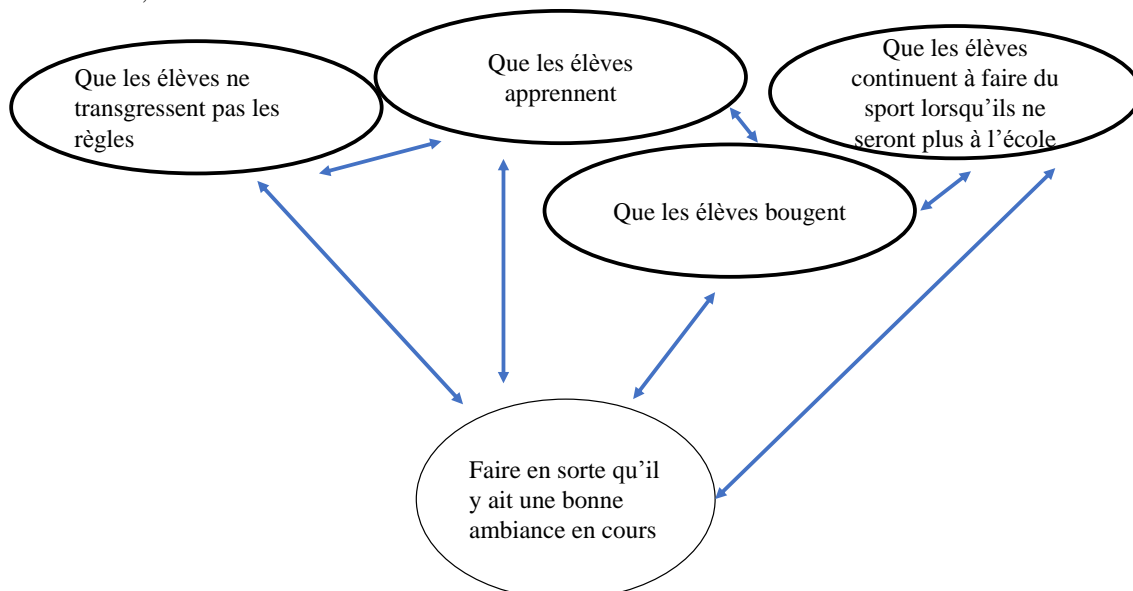 Que les élèves ne
transgressent pas les
règles
Que les élèves
apprennent
Que les élèves
continuent à faire du
sport lorsqu’ils ne
seront plus à l’école
Que les élèves bougent
Faire en sorte qu’il
y ait une bonne
ambiance en cours